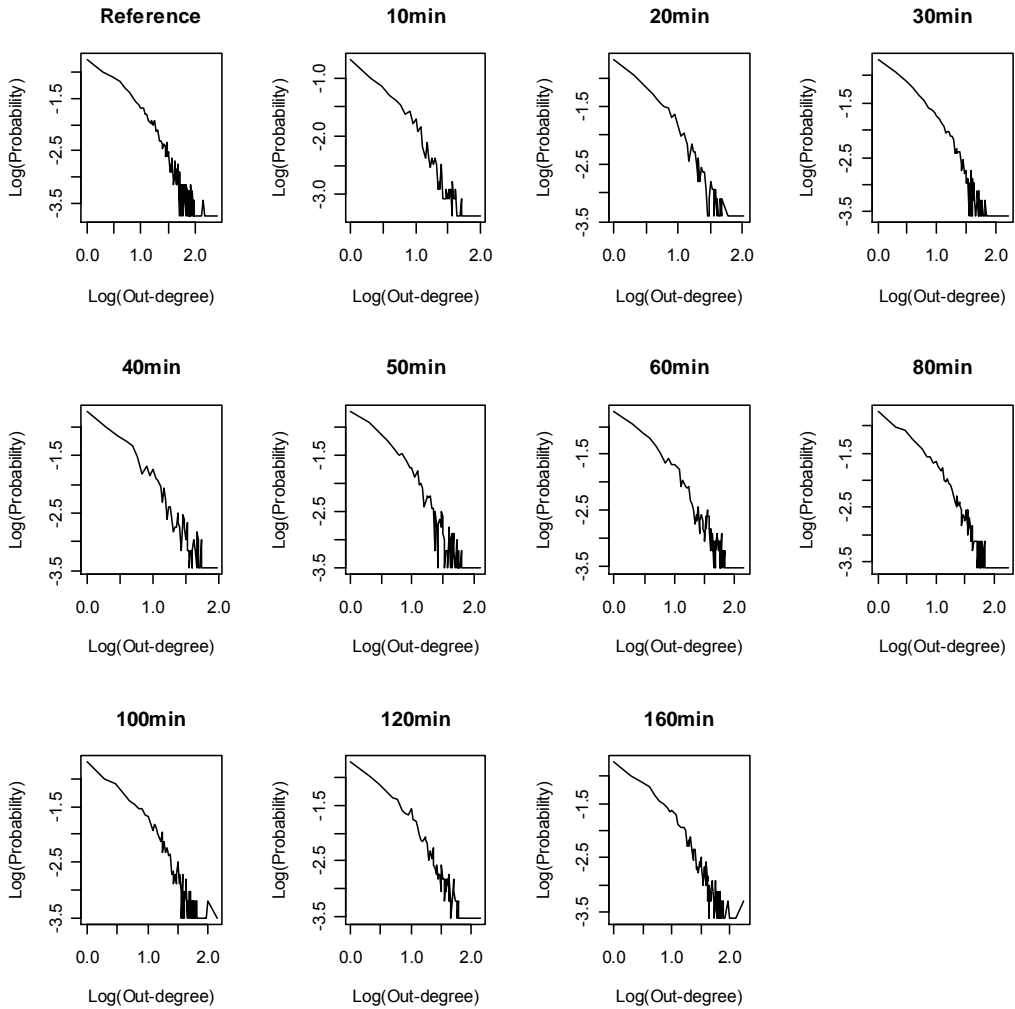 Reference 10min 20min 30min
Log(Probability) -1.5 -2.5 -3.5 Log(Probability) -1.0 -2.0 -3.0 Log(Probability) -1.5 -2.5 -3.5 Log(Probability) -1.5 -2.5 -3.5
0.0 1.0 2.0 0.0 1.0 2.0 0.0 1.0 2.0 0.0 1.0 2.0
Log(Out-degree) Log(Out-degree) Log(Out-degree) Log(Out-degree)
40min 50min 60min 80min
Log(Probability) -1.5 -2.5 -3.5 Log(Probability) -1.5 -2.5 -3.5 Log(Probability) -1.5 -2.5 -3.5 Log(Probability) -1.5 -2.5 -3.5
0.0 1.0 2.0 0.0 1.0 2.0 0.0 1.0 2.0 0.0 1.0 2.0
Log(Out-degree) Log(Out-degree) Log(Out-degree) Log(Out-degree)
100min 120min 160min
Log(Probability) -1.5 -2.5 -3.5 Log(Probability) -1.5 -2.5 -3.5 Log(Probability) -1.5 -2.5 -3.5
0.0 1.0 2.0 0.0 1.0 2.0 0.0 1.0 2.0
Log(Out-degree) Log(Out-degree) Log(Out-degree)